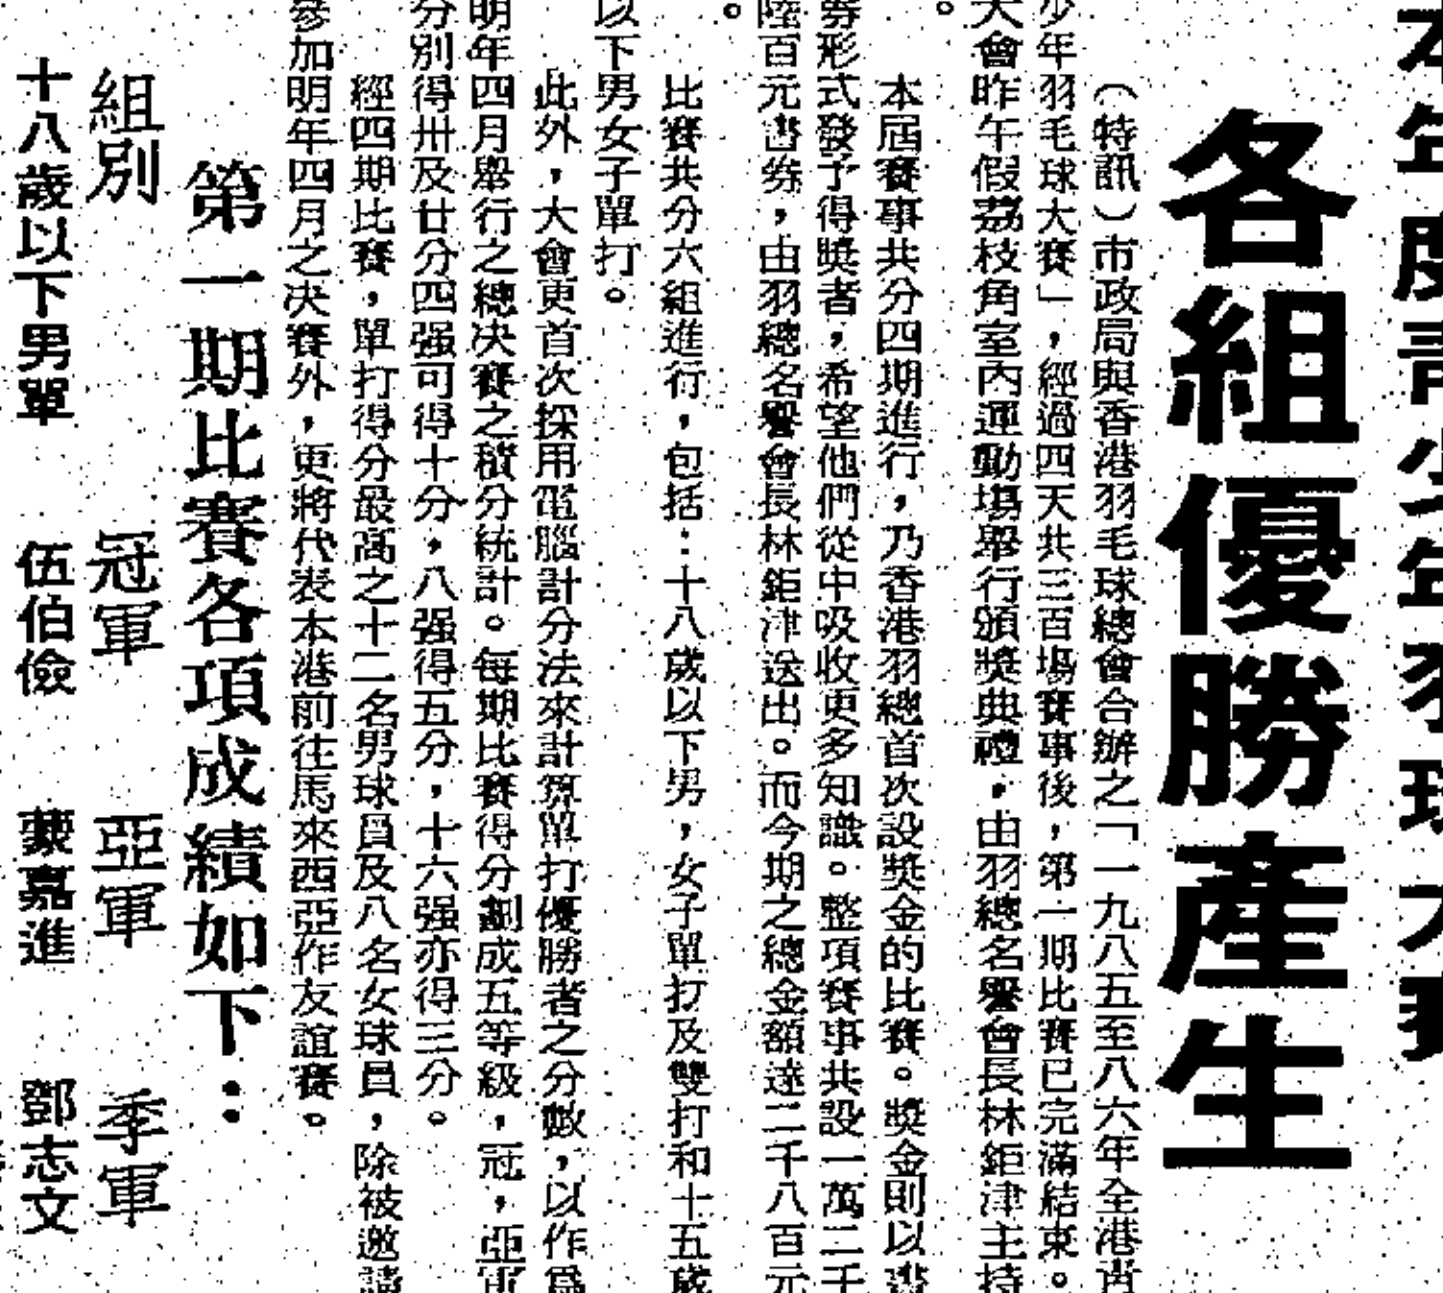 本年度青少年羽球大賽
各組優勝產生
(特訊)市政局與香港羽毛球總會合辦之「一九八五至八六年全港青
少年羽毛球大賽」,經過四天共三百場賽事後,第一期比賽已完滿結束。
大會昨午假荔枝角室內運動場舉行頒獎典禮,由羽總名譽會長林鉅津主持
。
本屆賽事共分四期進行,乃香港羽總首次設獎金的比賽。獎金則以書
券形式發予得獎者,希望他們從中吸收更多知識。整項賽事共設一萬二千
陸百元書券,由羽總名譽會長林鉅津送出。而今期之總金額達二千八百元
。
比賽共分六組進行,包括:十八歲以下男,女子單打及雙打和十五歲
以下男女子單打。
此外,大會更首次採用電腦計分法來計算單打優勝者之分數,以作為
明年四月舉行之總决賽之積分統計。每期比賽得分劃成五等級,冠,亞軍
分別得卅及廿分四强可得十分,八强得五分,十六强亦得三分。
經四期比賽,單打得分最高之十二名男球員及八名女球員,除被邀請
參加明年四月之决賽外,更將代表本港前往馬來西亞作友誼賽。
第一期比賽各項成績如下:
組別 冠軍 亞軍 季軍
十八歲以下男單 伍伯儉 蒙嘉進 鄧志文